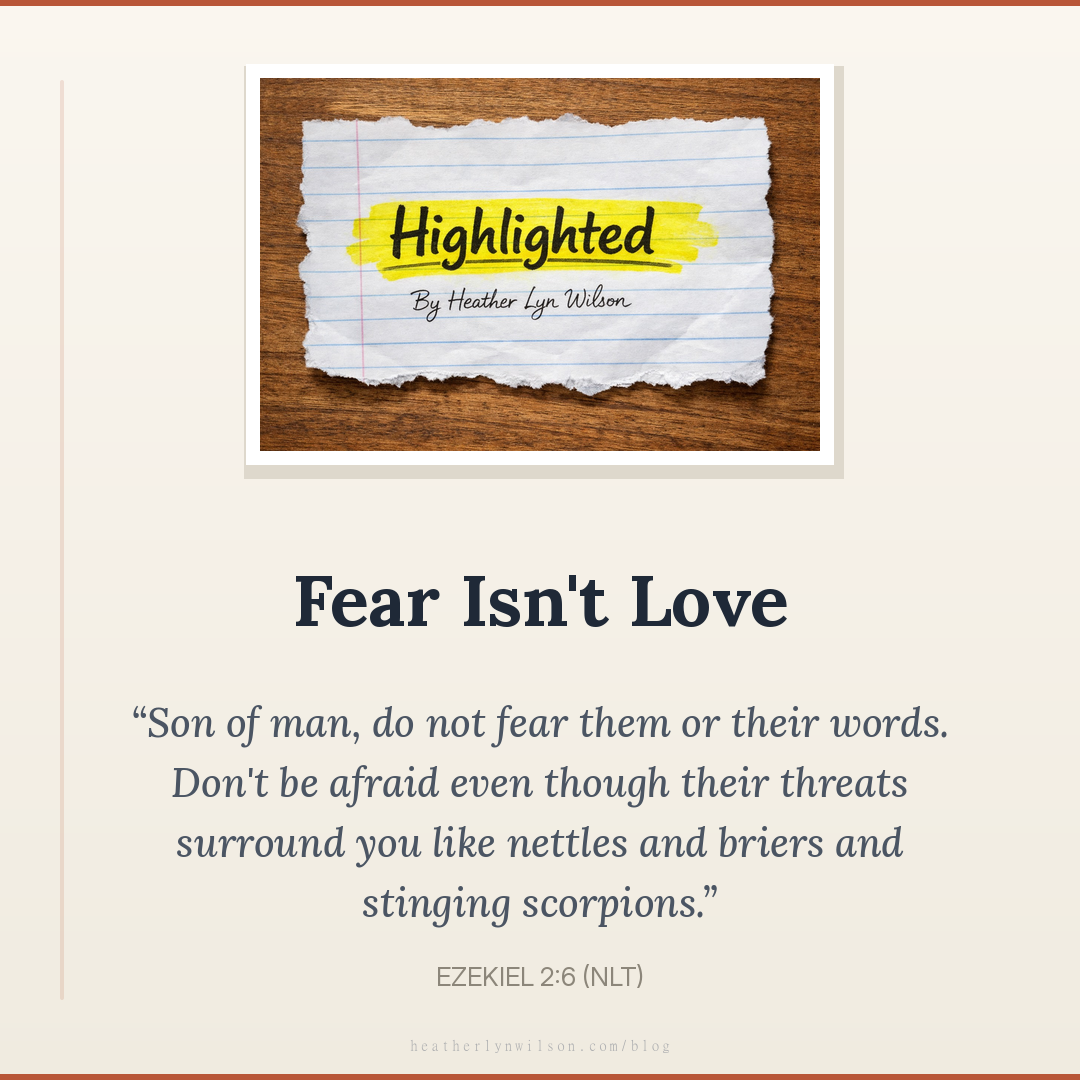 Highlighted
By Heather Lyn Wilson
Fear Isn't Love
“Son of man, do not fear them or their words.
Don't be afraid even though their threats
surround you like nettles and briers and
stinging scorpions.”
EZEKIEL 2:6 (NLT)
heatherlynwilson.com/blog